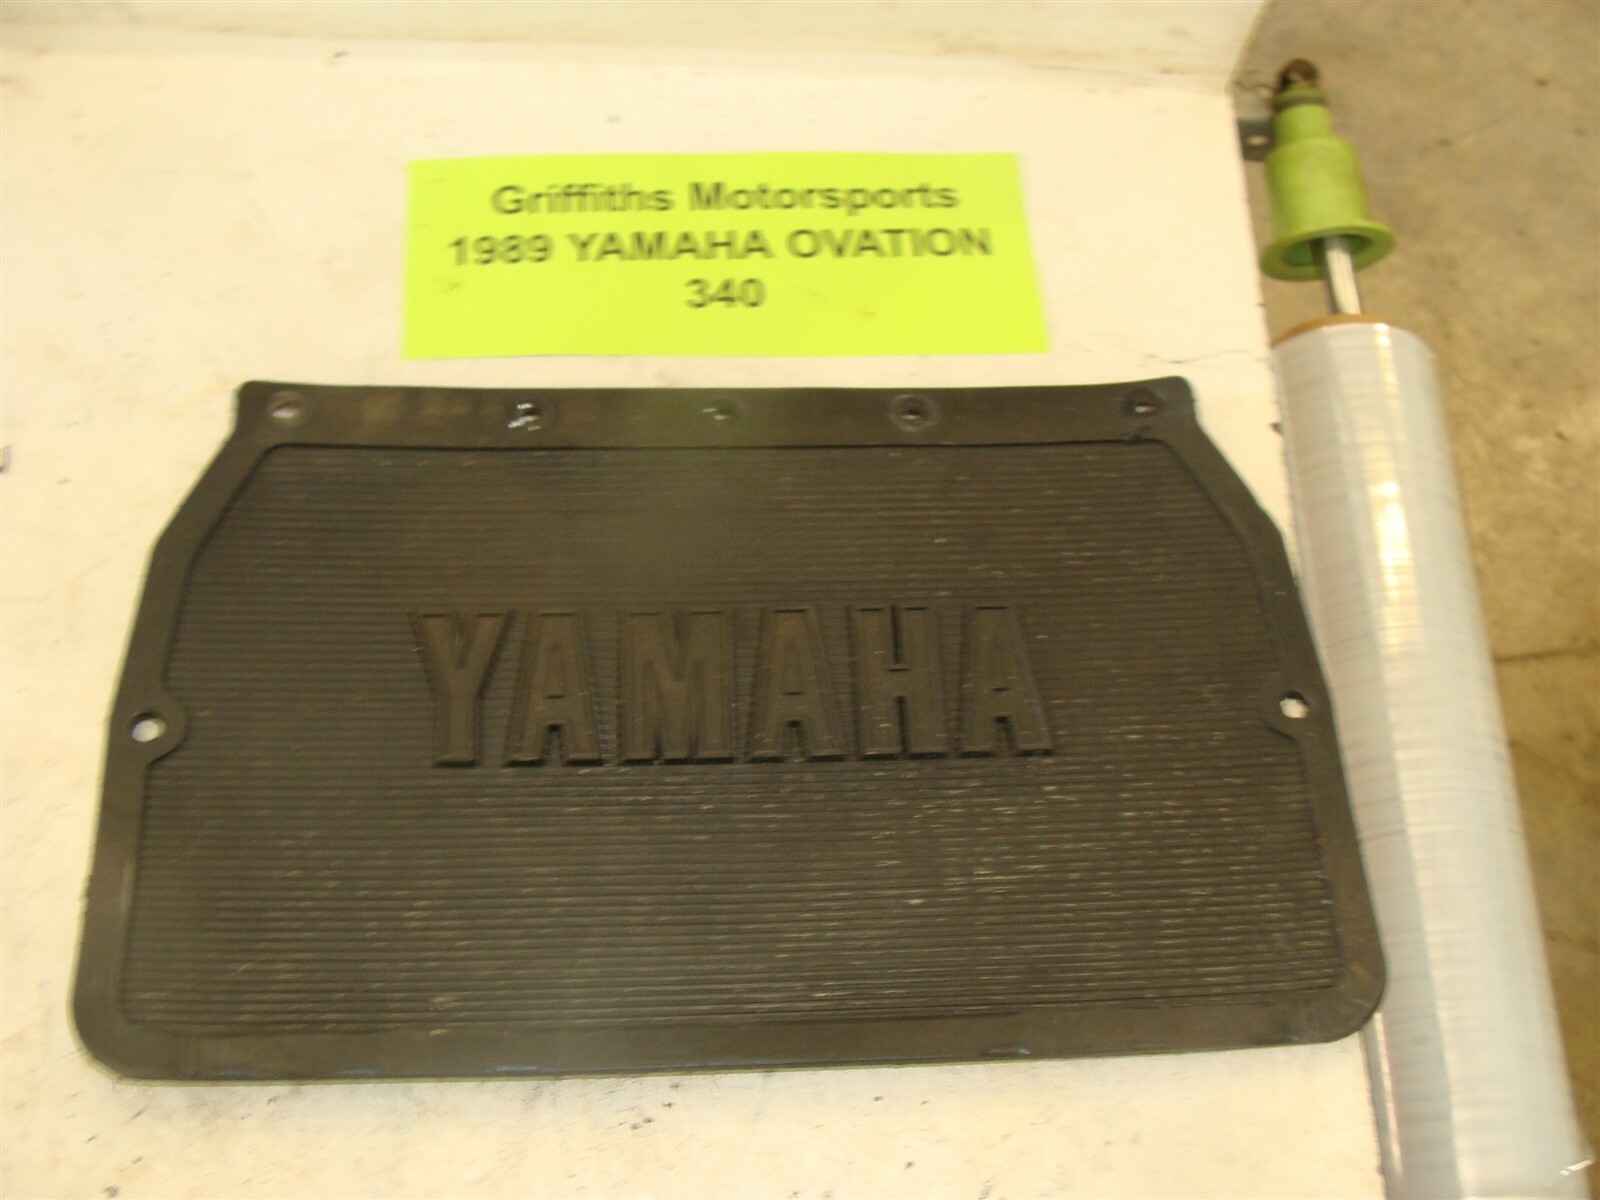 Griffiths Motorsports
1989 YAMAHA OVATION
340
YAMAHA